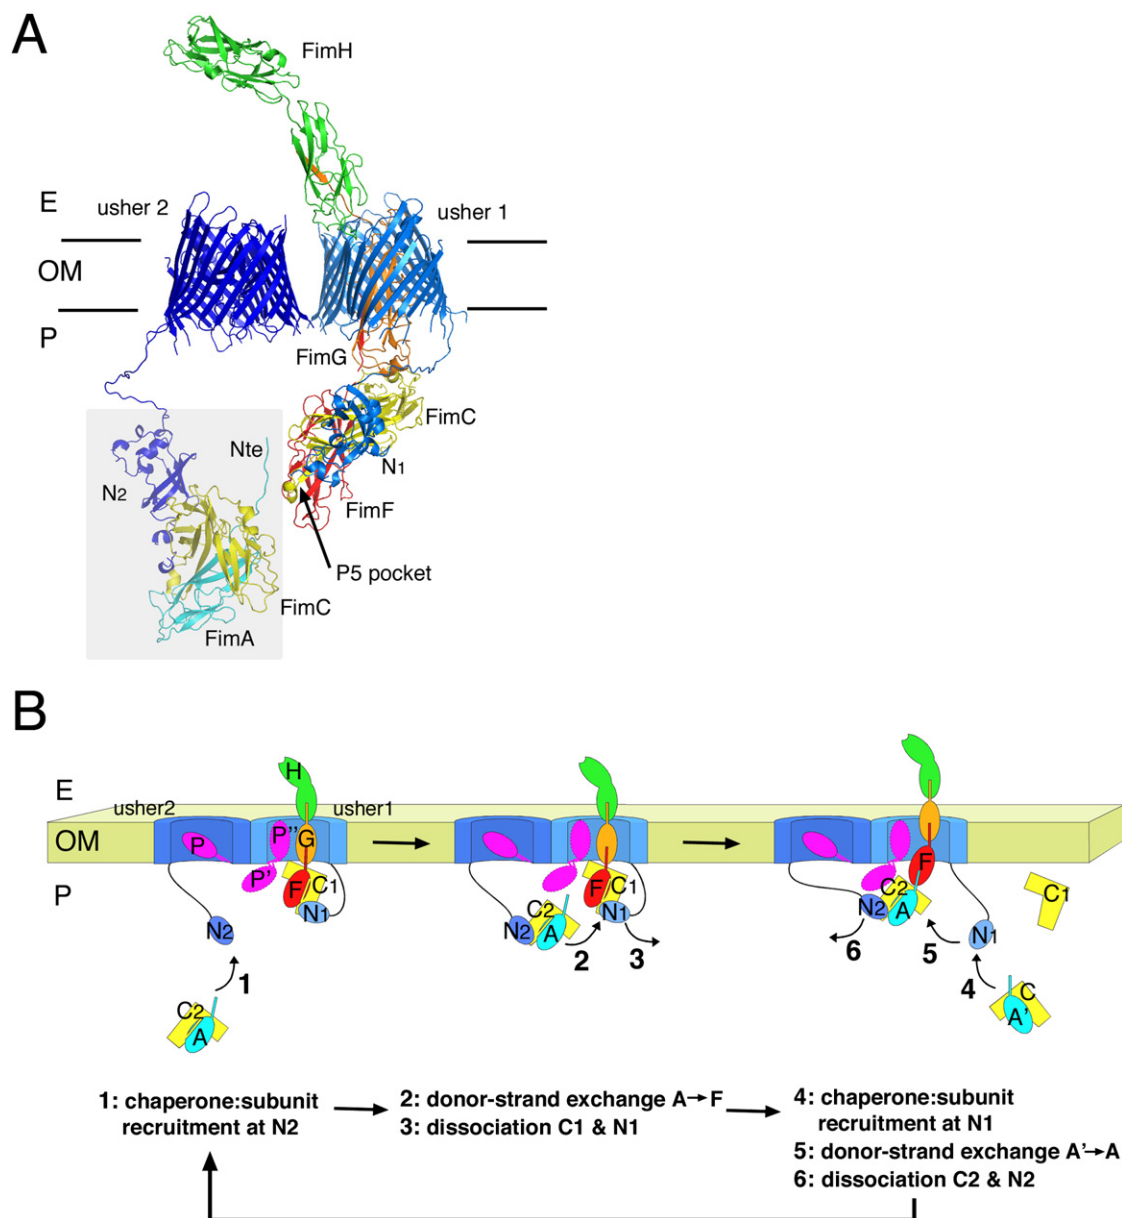 A
FimH
E
usher 2
usher 1
OM
P
FimG
FimC
Nte
N1
N2
FimF
P5 pocket
FimC
FimA
B
E
H
usher2
usher1
OM
P
P"
G
F
P
P'
F
C1
F
C1
C2
C1
N2
N1
N2
C2
A
N1
N2
A
N1
2
3
6
5
1
4
C2
A
C
A'
1: chaperone:subunit
recruitment at N2
2: donor-strand exchange A→F
3: dissociation C1 & N1
4: chaperone:subunit
recruitment at N1
5: donor-strand exchange A'→A
6: dissociation C2 & N2